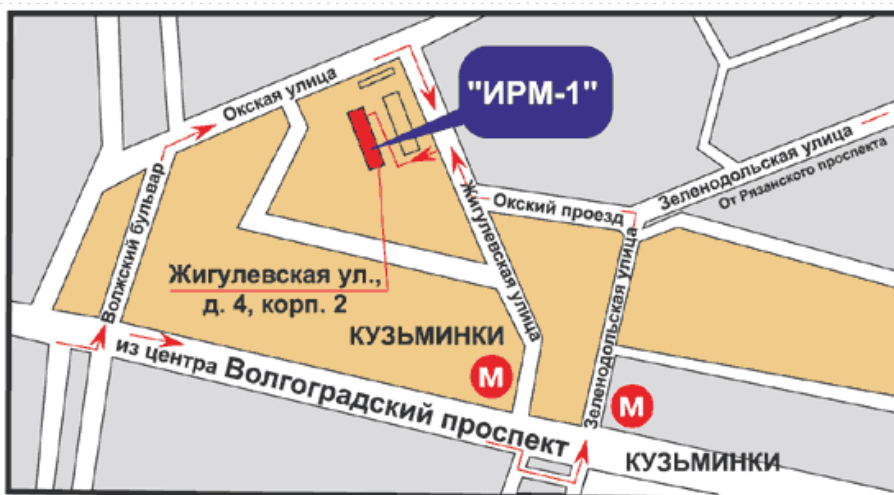 Окская улица
"ИРМ-1"
Зеленодольская улица
От Рязанского проспекта
Окский проезд
Волжский бульвар
Жигулевская улица
Жигулевская ул.,
д. 4, корп. 2
Зеленодольская улица
КУЗЬМИНКИ
М
из центра Волгоградский проспект
М
КУЗЬМИНКИ